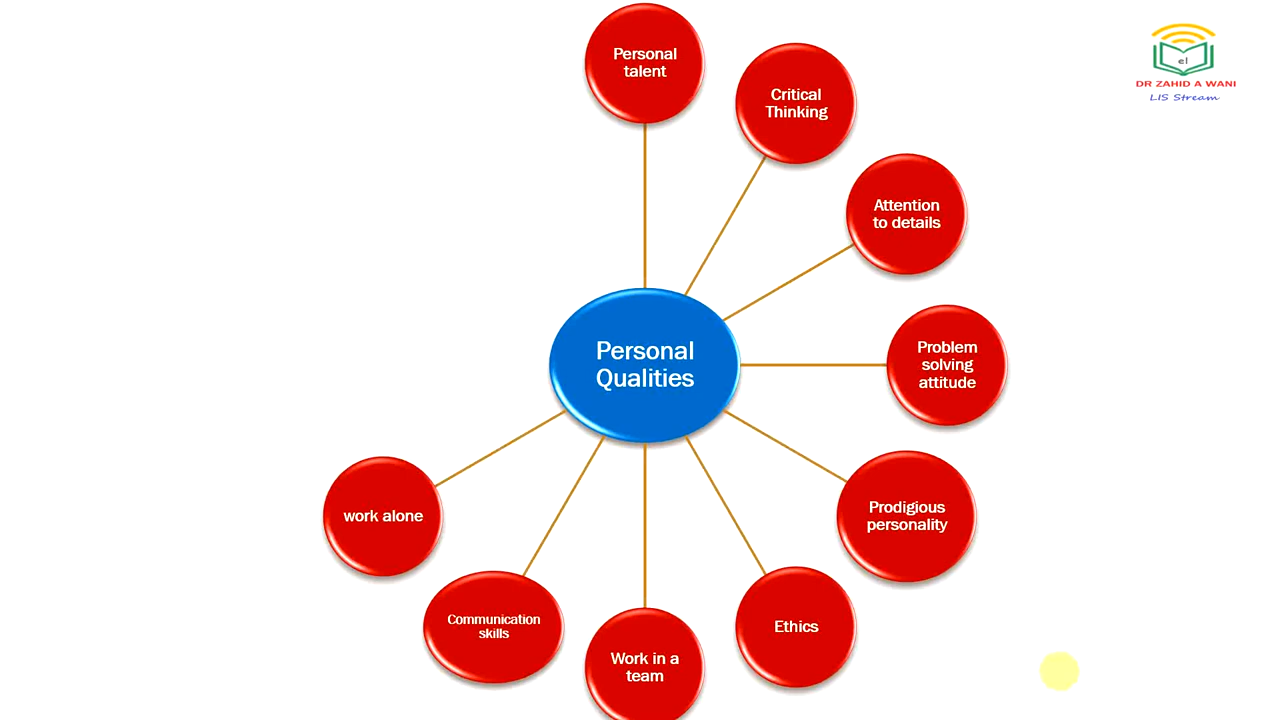 Personal
talent
Critical
Thinking
Attention
to details
Problem
solving
attitude
Prodigious
personality
Ethics
Work in a
team
Communication
skills
work alone
Personal
Qualities
el
DR ZAHID A WANI
LIS Stream